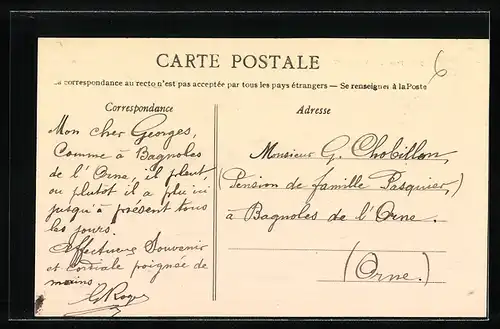 6
CARTE POSTALE
La correspondance au recto n'est pas acceptée par tous les pays étrangers — Se renseigner à la Poste
Correspondance
Adresse
Mon cher Georges,
Comme à Bagnoles
de l'Orne, il pleut,
ou plutôt il a plu ici
jusqu'à présent tous
les jours.
Affectueux Souvenir
et cordiale poignée de
mains
G Roger
Monsieur G. Chobillon,
(Pension de famille Pasquier,)
à Bagnoles de l'Orne.
(Orne.)